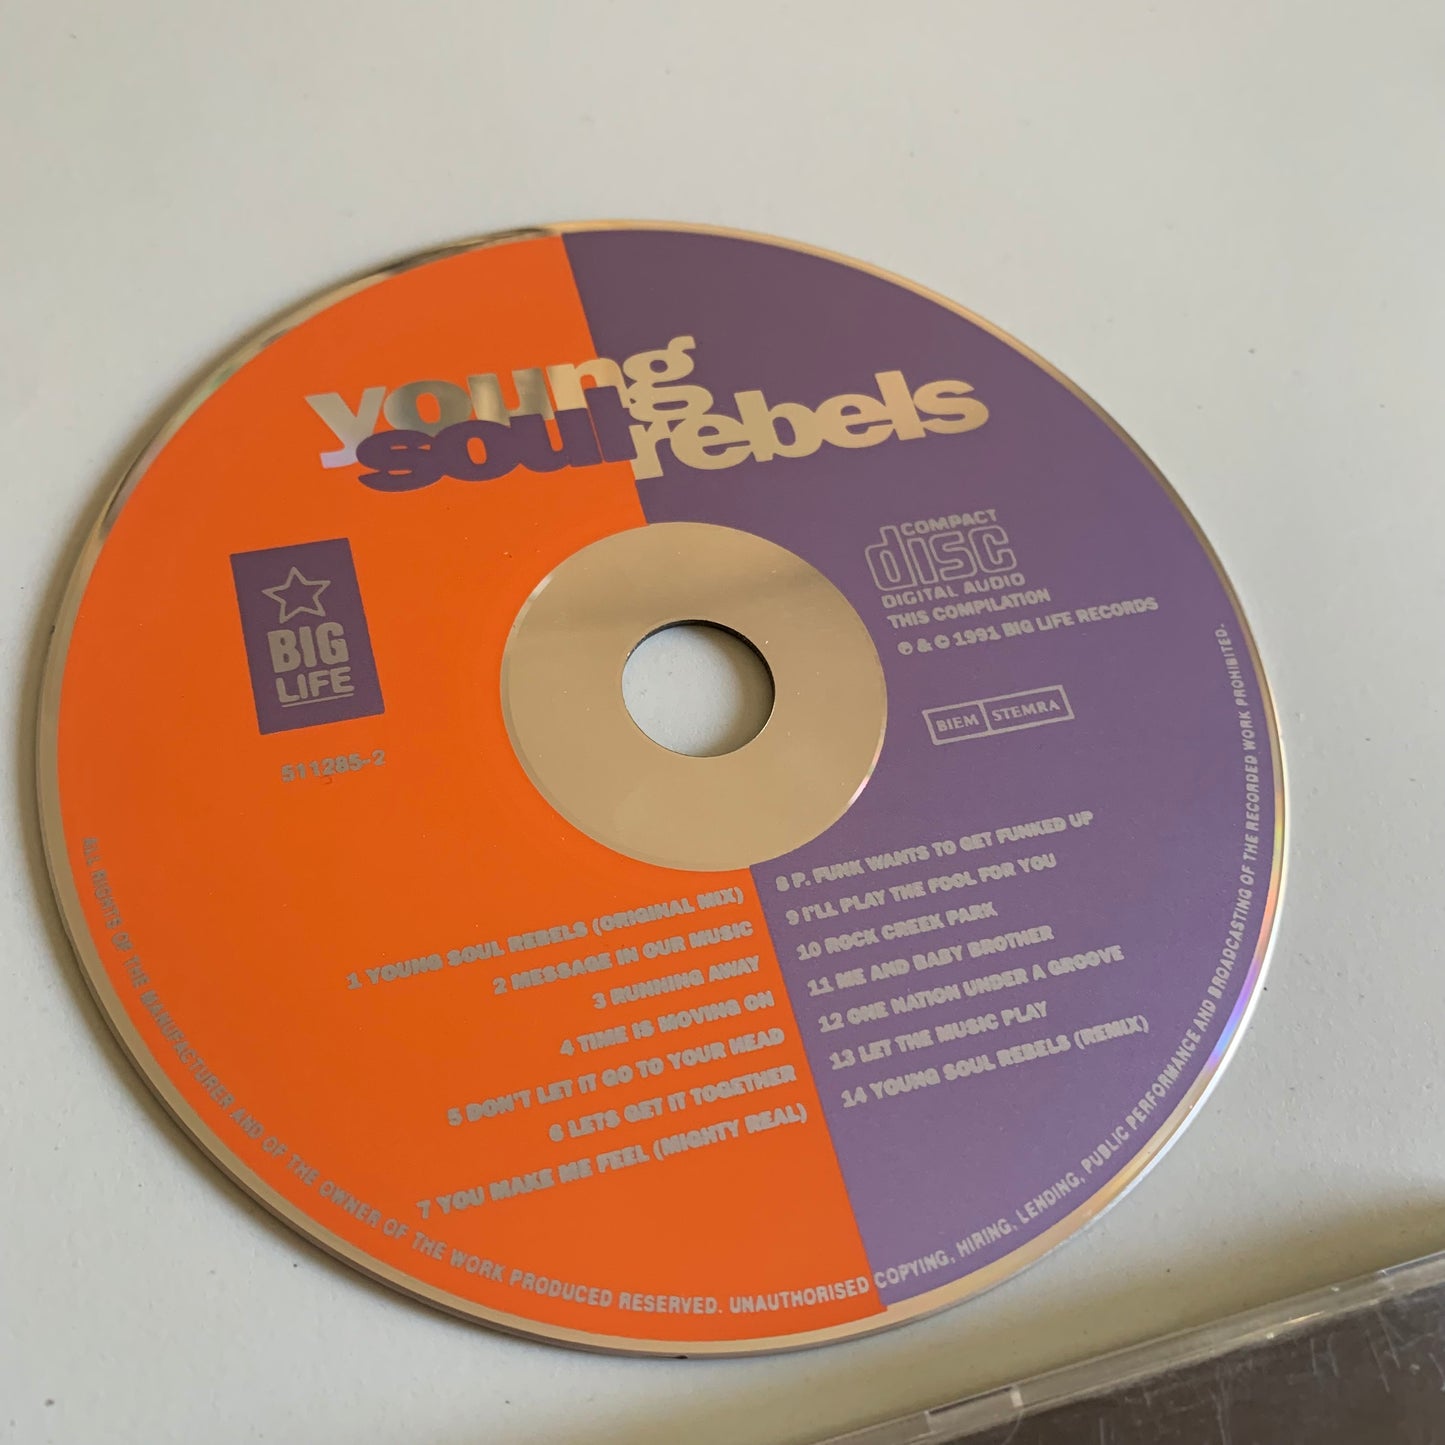 young
soul rebels
BIG
LIFE
511285-2
COMPACT
disc
DIGITAL AUDIO
THIS COMPILATION
℗ & © 1991 BIG LIFE RECORDS
BIEM STEMRA
1 YOUNG SOUL REBELS (ORIGINAL MIX)
2 MESSAGE IN OUR MUSIC
3 RUNNING AWAY
4 TIME IS MOVING ON
5 DON'T LET IT GO TO YOUR HEAD
6 LETS GET IT TOGETHER
7 YOU MAKE ME FEEL (MIGHTY REAL)
8 P. FUNK WANTS TO GET FUNKED UP
9 I'LL PLAY THE FOOL FOR YOU
10 ROCK CREEK PARK
11 ME AND BABY BROTHER
12 ONE NATION UNDER A GROOVE
13 LET THE MUSIC PLAY
14 YOUNG SOUL REBELS (REMIX)
ALL RIGHTS OF THE MANUFACTURER AND OF THE OWNER OF THE WORK PRODUCED RESERVED. UNAUTHORISED COPYING, HIRING, LENDING, PUBLIC PERFORMANCE AND BROADCASTING OF THE RECORDED WORK PROHIBITED.